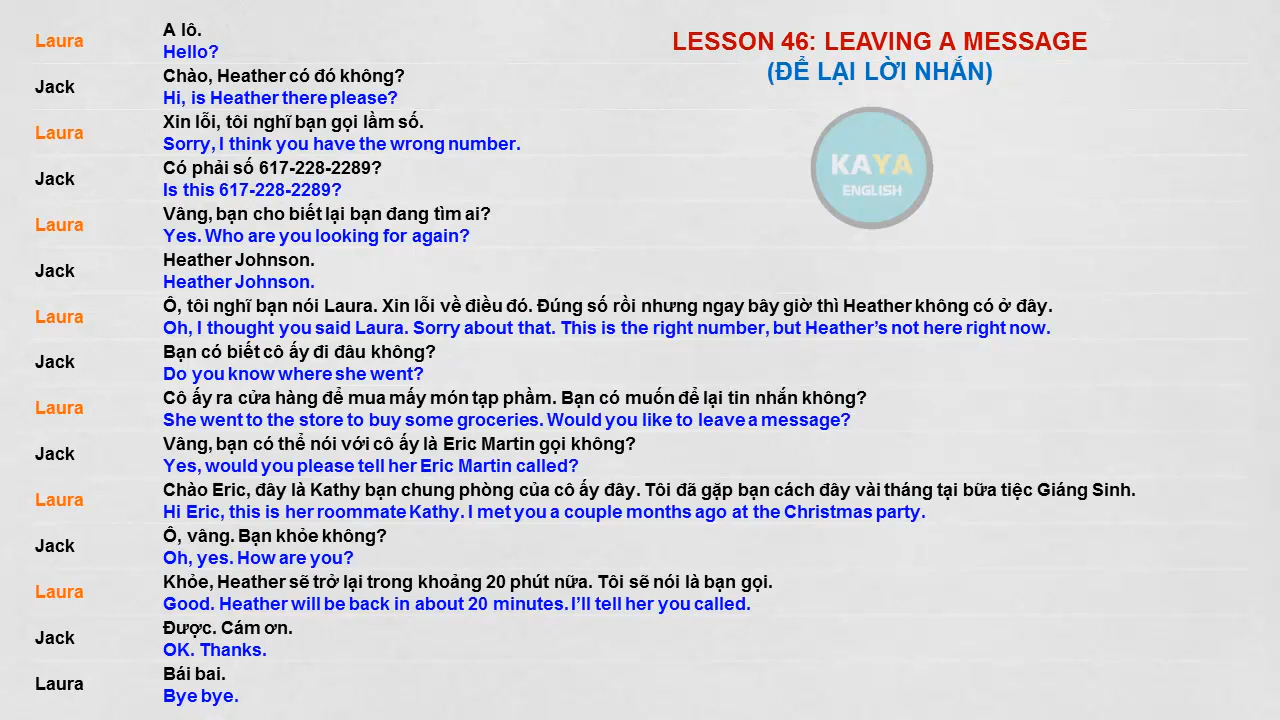 LESSON 46: LEAVING A MESSAGE
(ĐỂ LẠI LỜI NHẮN)
KAYA
ENGLISH
Laura
A lô.
Hello?
Jack
Chào, Heather có đó không?
Hi, is Heather there please?
Laura
Xin lỗi, tôi nghĩ bạn gọi lầm số.
Sorry, I think you have the wrong number.
Jack
Có phải số 617-228-2289?
Is this 617-228-2289?
Laura
Vâng, bạn cho biết lại bạn đang tìm ai?
Yes. Who are you looking for again?
Jack
Heather Johnson.
Heather Johnson.
Laura
Ồ, tôi nghĩ bạn nói Laura. Xin lỗi về điều đó. Đúng số rồi nhưng ngay bây giờ thì Heather không có ở đây.
Oh, I thought you said Laura. Sorry about that. This is the right number, but Heather’s not here right now.
Jack
Bạn có biết cô ấy đi đâu không?
Do you know where she went?
Laura
Cô ấy ra cửa hàng để mua mấy món tạp phầm. Bạn có muốn để lại tin nhắn không?
She went to the store to buy some groceries. Would you like to leave a message?
Jack
Vâng, bạn có thể nói với cô ấy là Eric Martin gọi không?
Yes, would you please tell her Eric Martin called?
Laura
Chào Eric, đây là Kathy bạn chung phòng của cô ấy đây. Tôi đã gặp bạn cách đây vài tháng tại bữa tiệc Giáng Sinh.
Hi Eric, this is her roommate Kathy. I met you a couple months ago at the Christmas party.
Jack
Ồ, vâng. Bạn khỏe không?
Oh, yes. How are you?
Laura
Khỏe, Heather sẽ trở lại trong khoảng 20 phút nữa. Tôi sẽ nói là bạn gọi.
Good. Heather will be back in about 20 minutes. I’ll tell her you called.
Jack
Được. Cám ơn.
OK. Thanks.
Laura
Bái bai.
Bye bye.